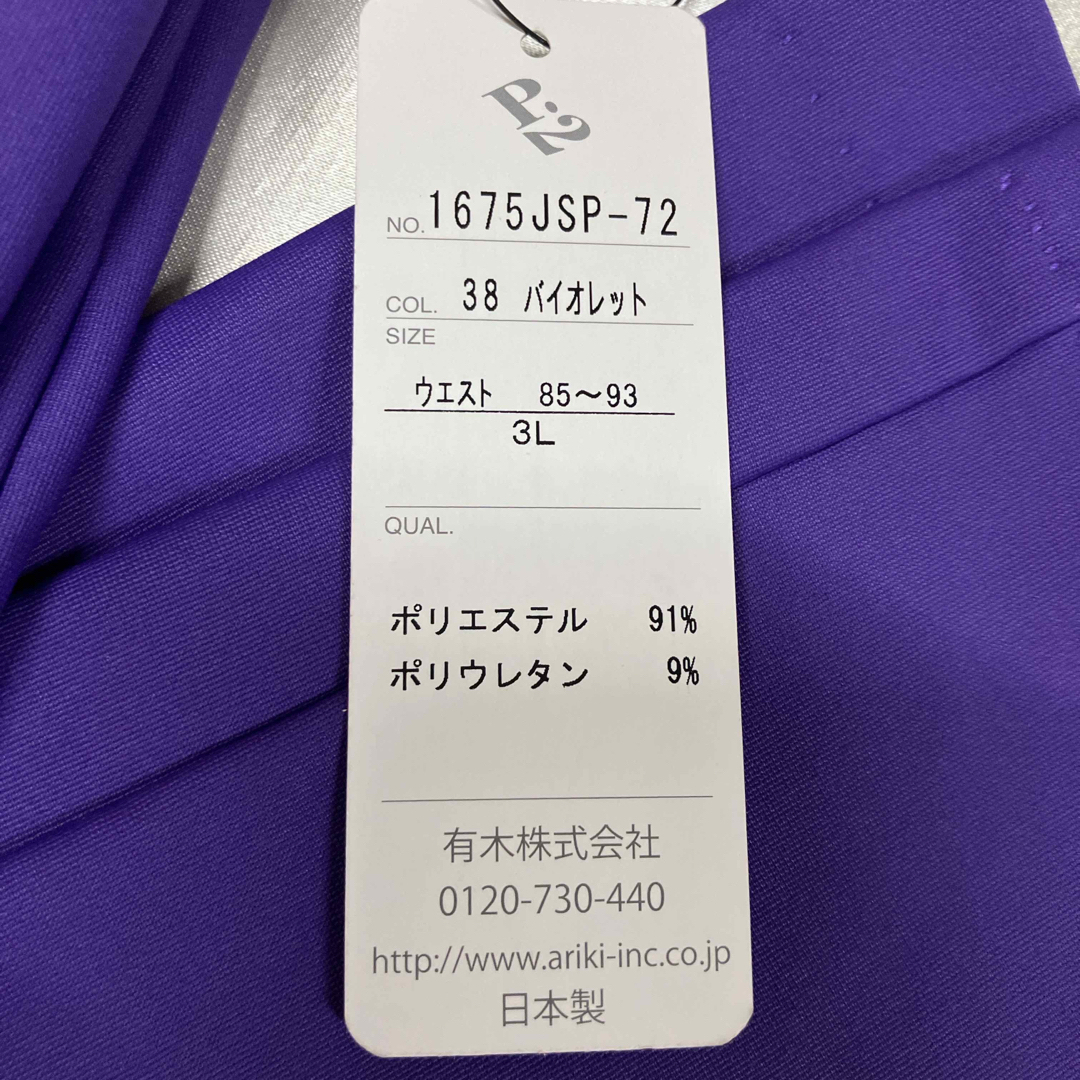 P.2
NO. 1675JSP-72
COL. 38 バイオレット
SIZE
ウエスト 85～93
3L
QUAL.
ポリエステル 91%
ポリウレタン 9%
有木株式会社
0120-730-440
http://www.ariki-inc.co.jp
日本製